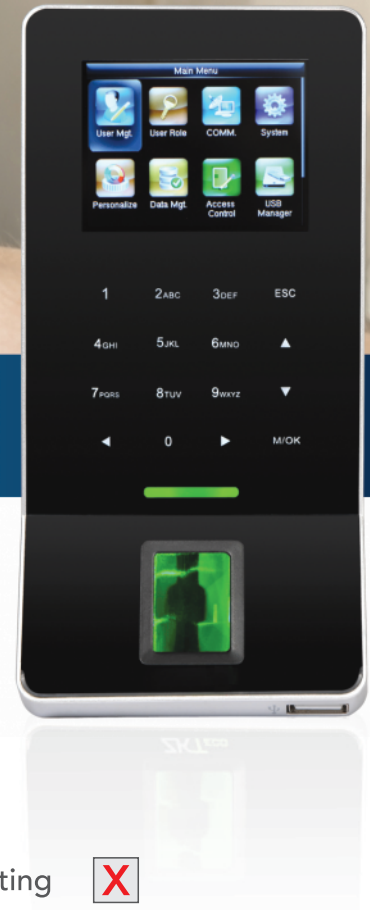 Main Menu
User Mgt. User Role COMM. System
Personalize Data Mgt. Access Control USB Manager
1 2ABC 3DEF ESC
4GHI 5JKL 6MNO ▲
7PQRS 8TUV 9WXYZ ▼
◀ 0 ▶ M/OK
ting X